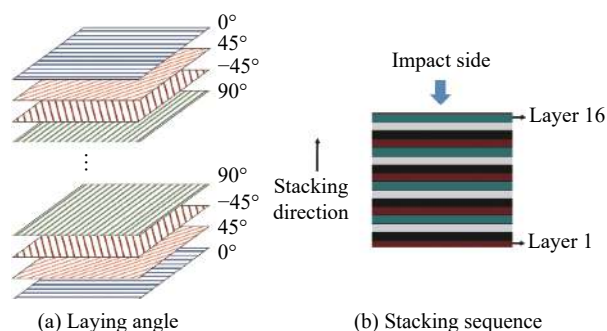 0°
45°
−45°
90°
⋮
90°
−45°
45°
0°
(a) Laying angle
Impact side
Layer 16
Stacking
direction
Layer 1
(b) Stacking sequence